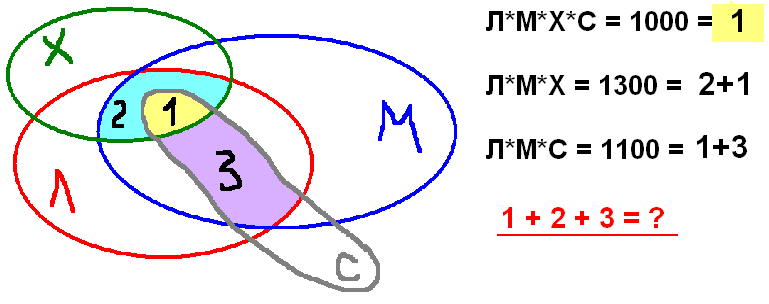 Х
2
1
М
3
Л
С
Л*М*Х*С = 1000 = 1
Л*М*Х = 1300 = 2+1
Л*М*С = 1100 = 1+3
1 + 2 + 3 = ?